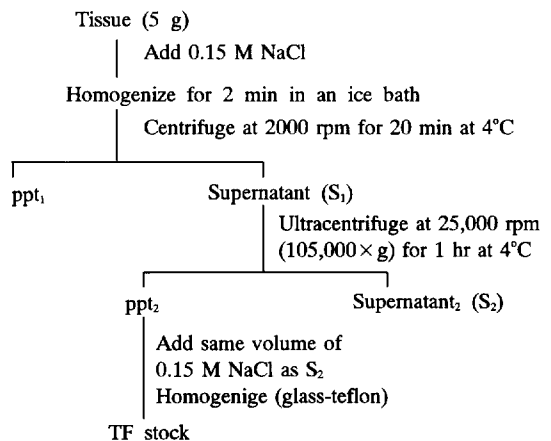 Tissue (5 g)
Add 0.15 M NaCl
Homogenize for 2 min in an ice bath
Centrifuge at 2000 rpm for 20 min at 4°C
ppt₁
Supernatant (S₁)
Ultracentrifuge at 25,000 rpm
(105,000×g) for 1 hr at 4°C
ppt₂
Supernatant₂ (S₂)
Add same volume of
0.15 M NaCl as S₂
Homogenige (glass-teflon)
TF stock